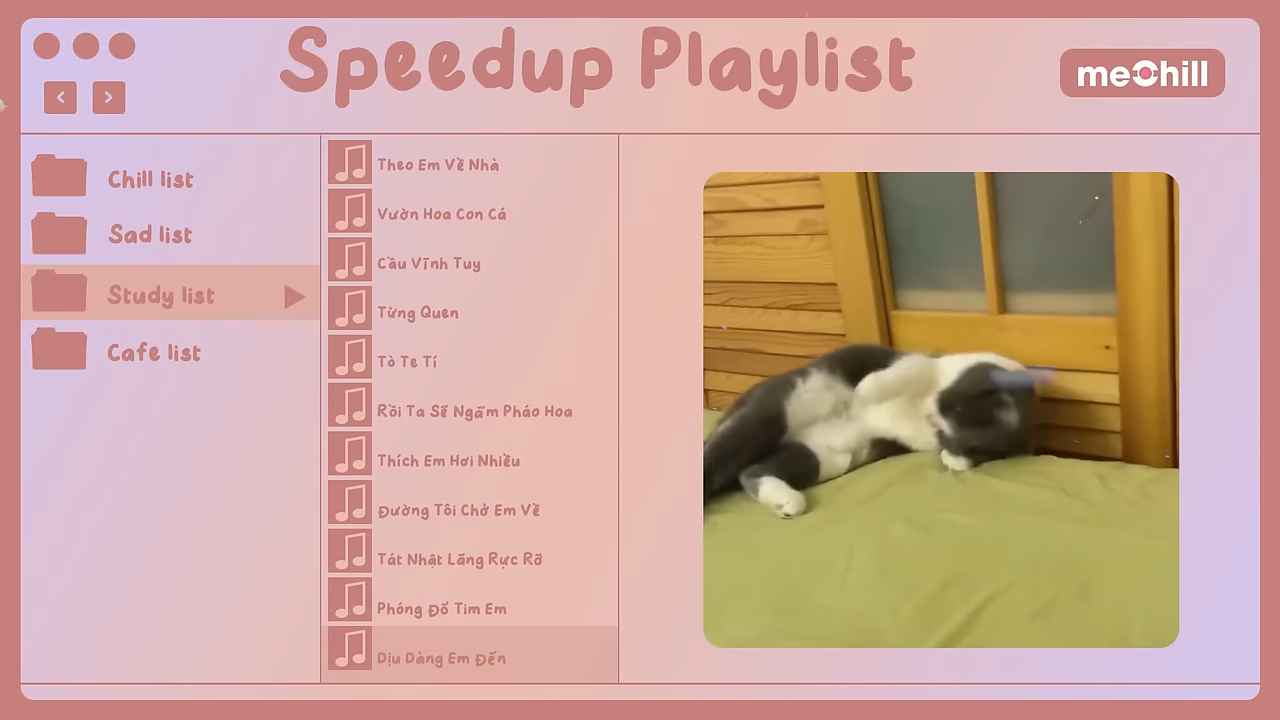 Speedup Playlist
meChill
Chill list
Sad list
Study list
Cafe list
Theo Em Về Nhà
Vườn Hoa Con Cá
Cầu Vĩnh Tuy
Từng Quen
Tò Te Tí
Rồi Ta Sẽ Ngắm Pháo Hoa
Thích Em Hơi Nhiều
Đường Tôi Chở Em Về
Tát Nhật Lãng Rực Rỡ
Phóng Đổ Tim Em
Dịu Dàng Em Đến